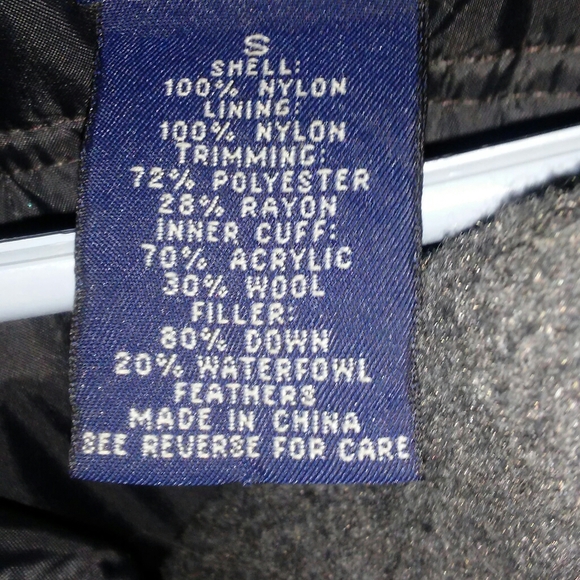 S
SHELL:
100% NYLON
LINING:
100% NYLON
TRIMMING:
72% POLYESTER
28% RAYON
INNER CUFF:
70% ACRYLIC
30% WOOL
FILLER:
80% DOWN
20% WATERFOWL
FEATHERS
MADE IN CHINA
SEE REVERSE FOR CARE